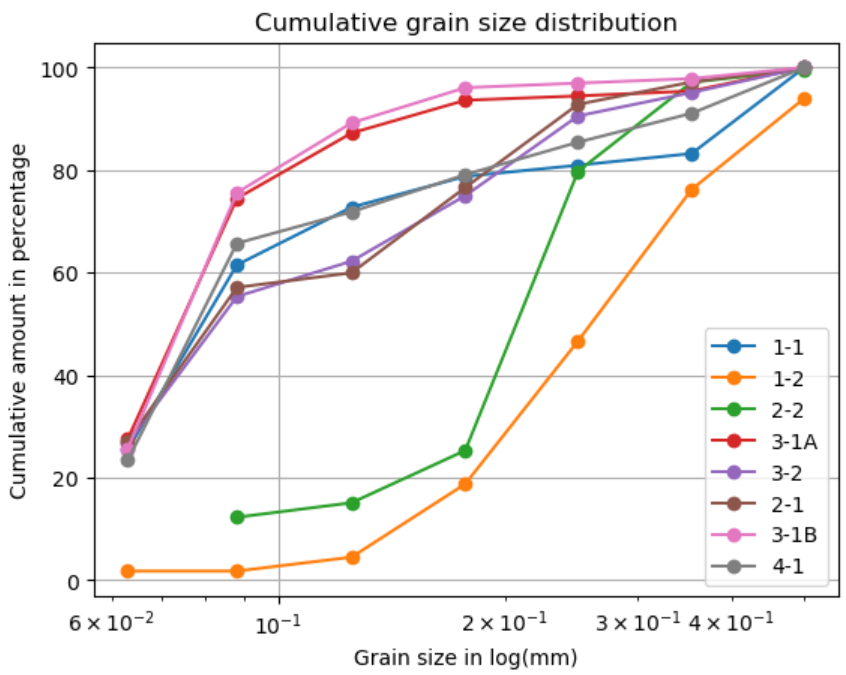 Cumulative grain size distribution
Cumulative amount in percentage
100
80
60
40
20
0
6 × 10⁻²
10⁻¹
2 × 10⁻¹
3 × 10⁻¹
4 × 10⁻¹
Grain size in log(mm)
1-1
1-2
2-2
3-1A
3-2
2-1
3-1B
4-1